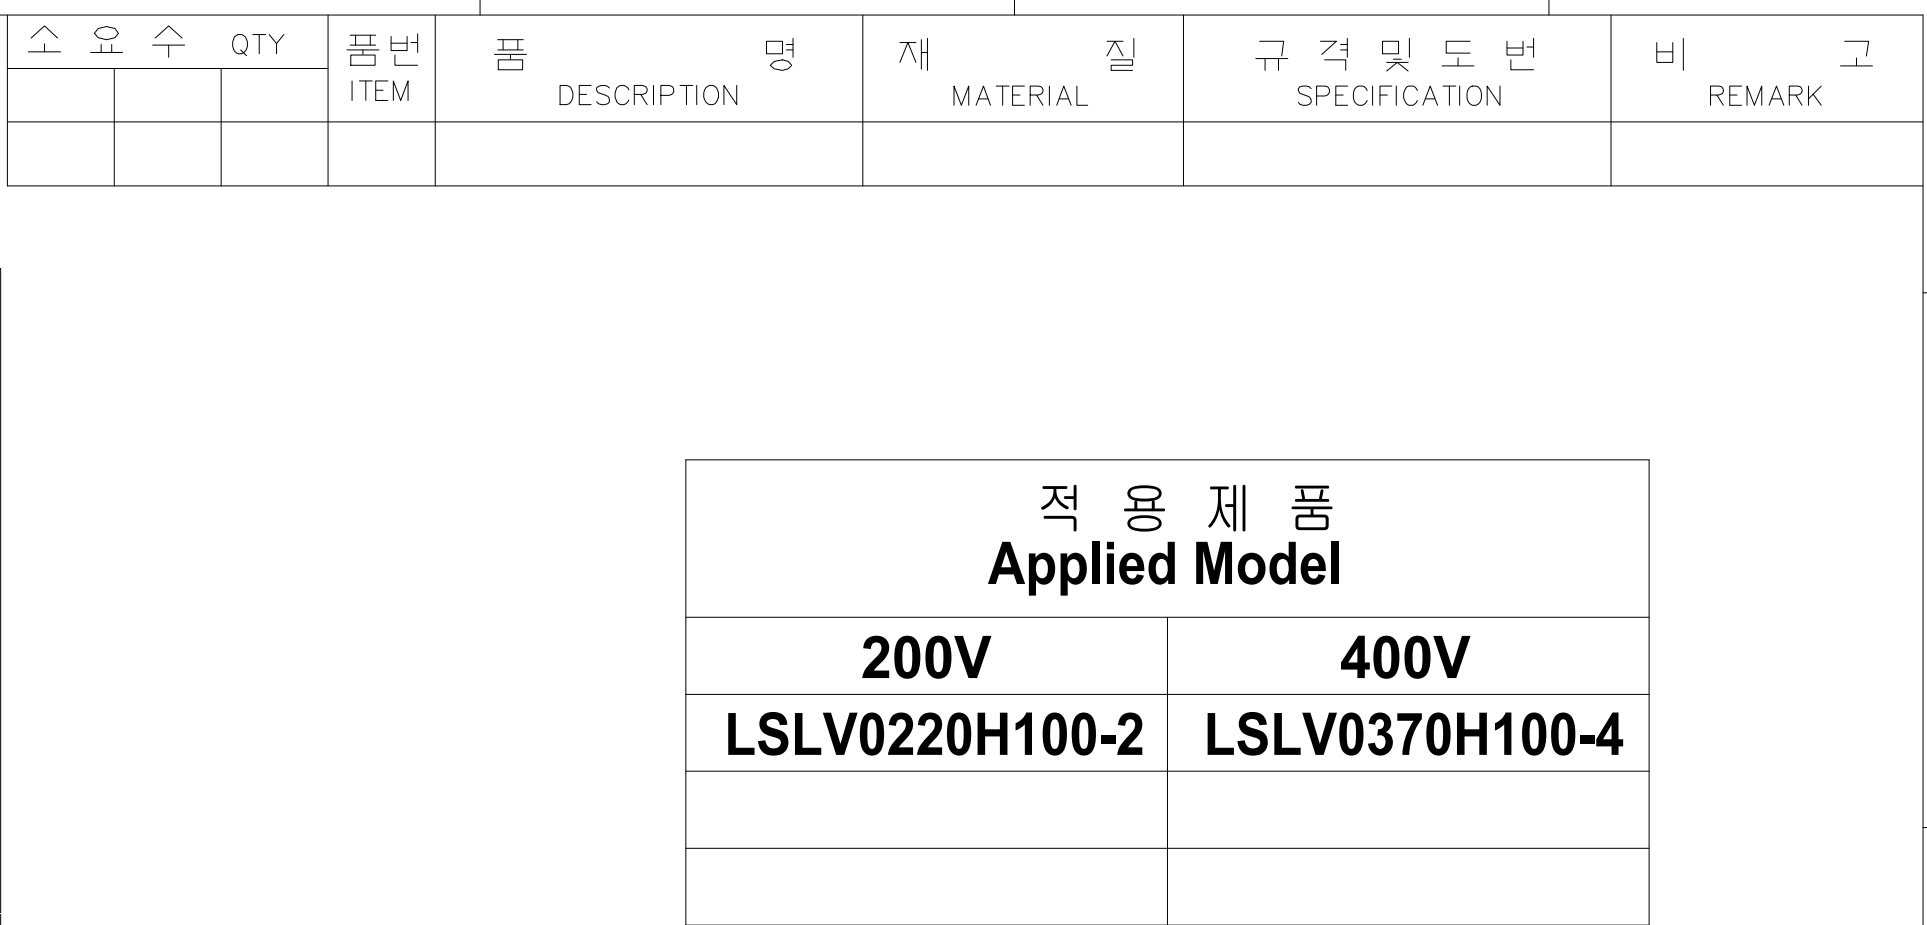 소 요 수 QTY
품번
ITEM
품 명
DESCRIPTION
재 질
MATERIAL
규 격 및 도 번
SPECIFICATION
비 고
REMARK
적 용 제 품
Applied Model
200V 400V
LSLV0220H100-2 LSLV0370H100-4